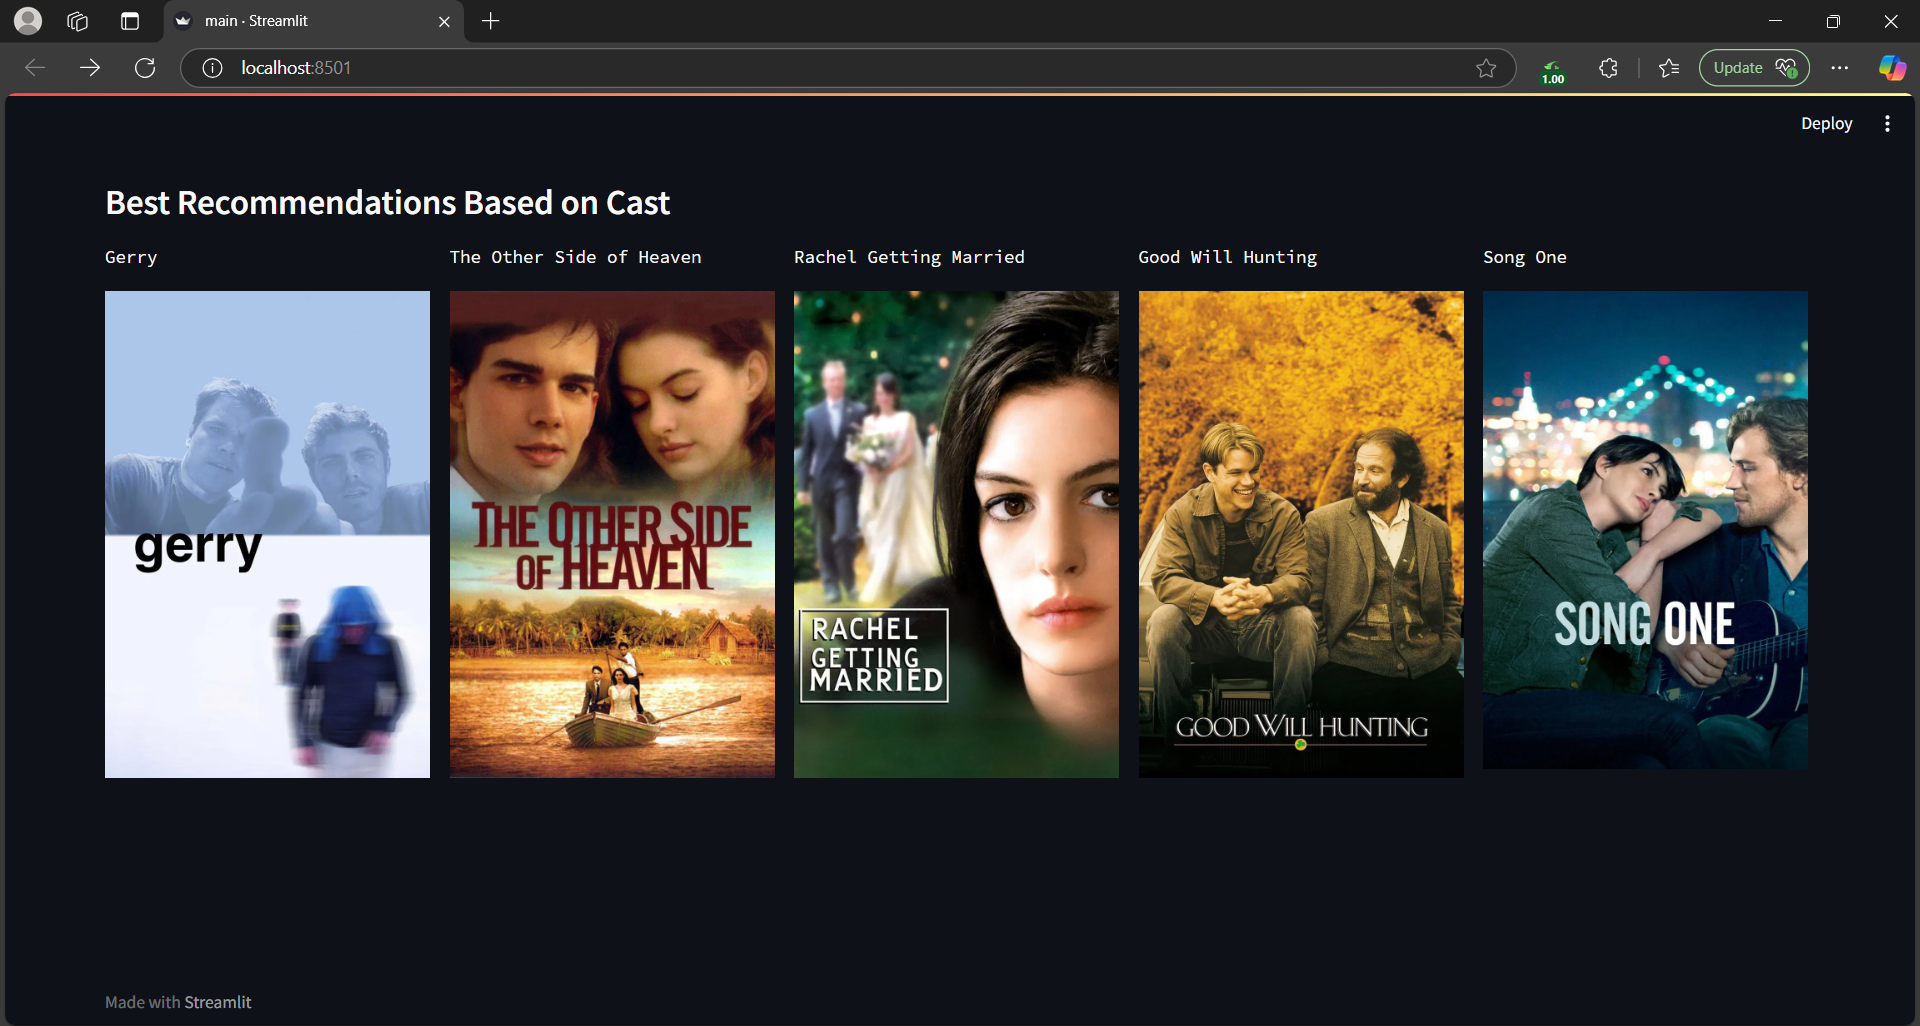 main · Streamlit
localhost:8501
1.00
Update
Deploy
Best Recommendations Based on Cast
Gerry
The Other Side of Heaven
Rachel Getting Married
Good Will Hunting
Song One
gerry
THE OTHER SIDE
OF HEAVEN
RACHEL
GETTING
MARRIED
GOOD WILL HUNTING
SONG ONE
Made with Streamlit